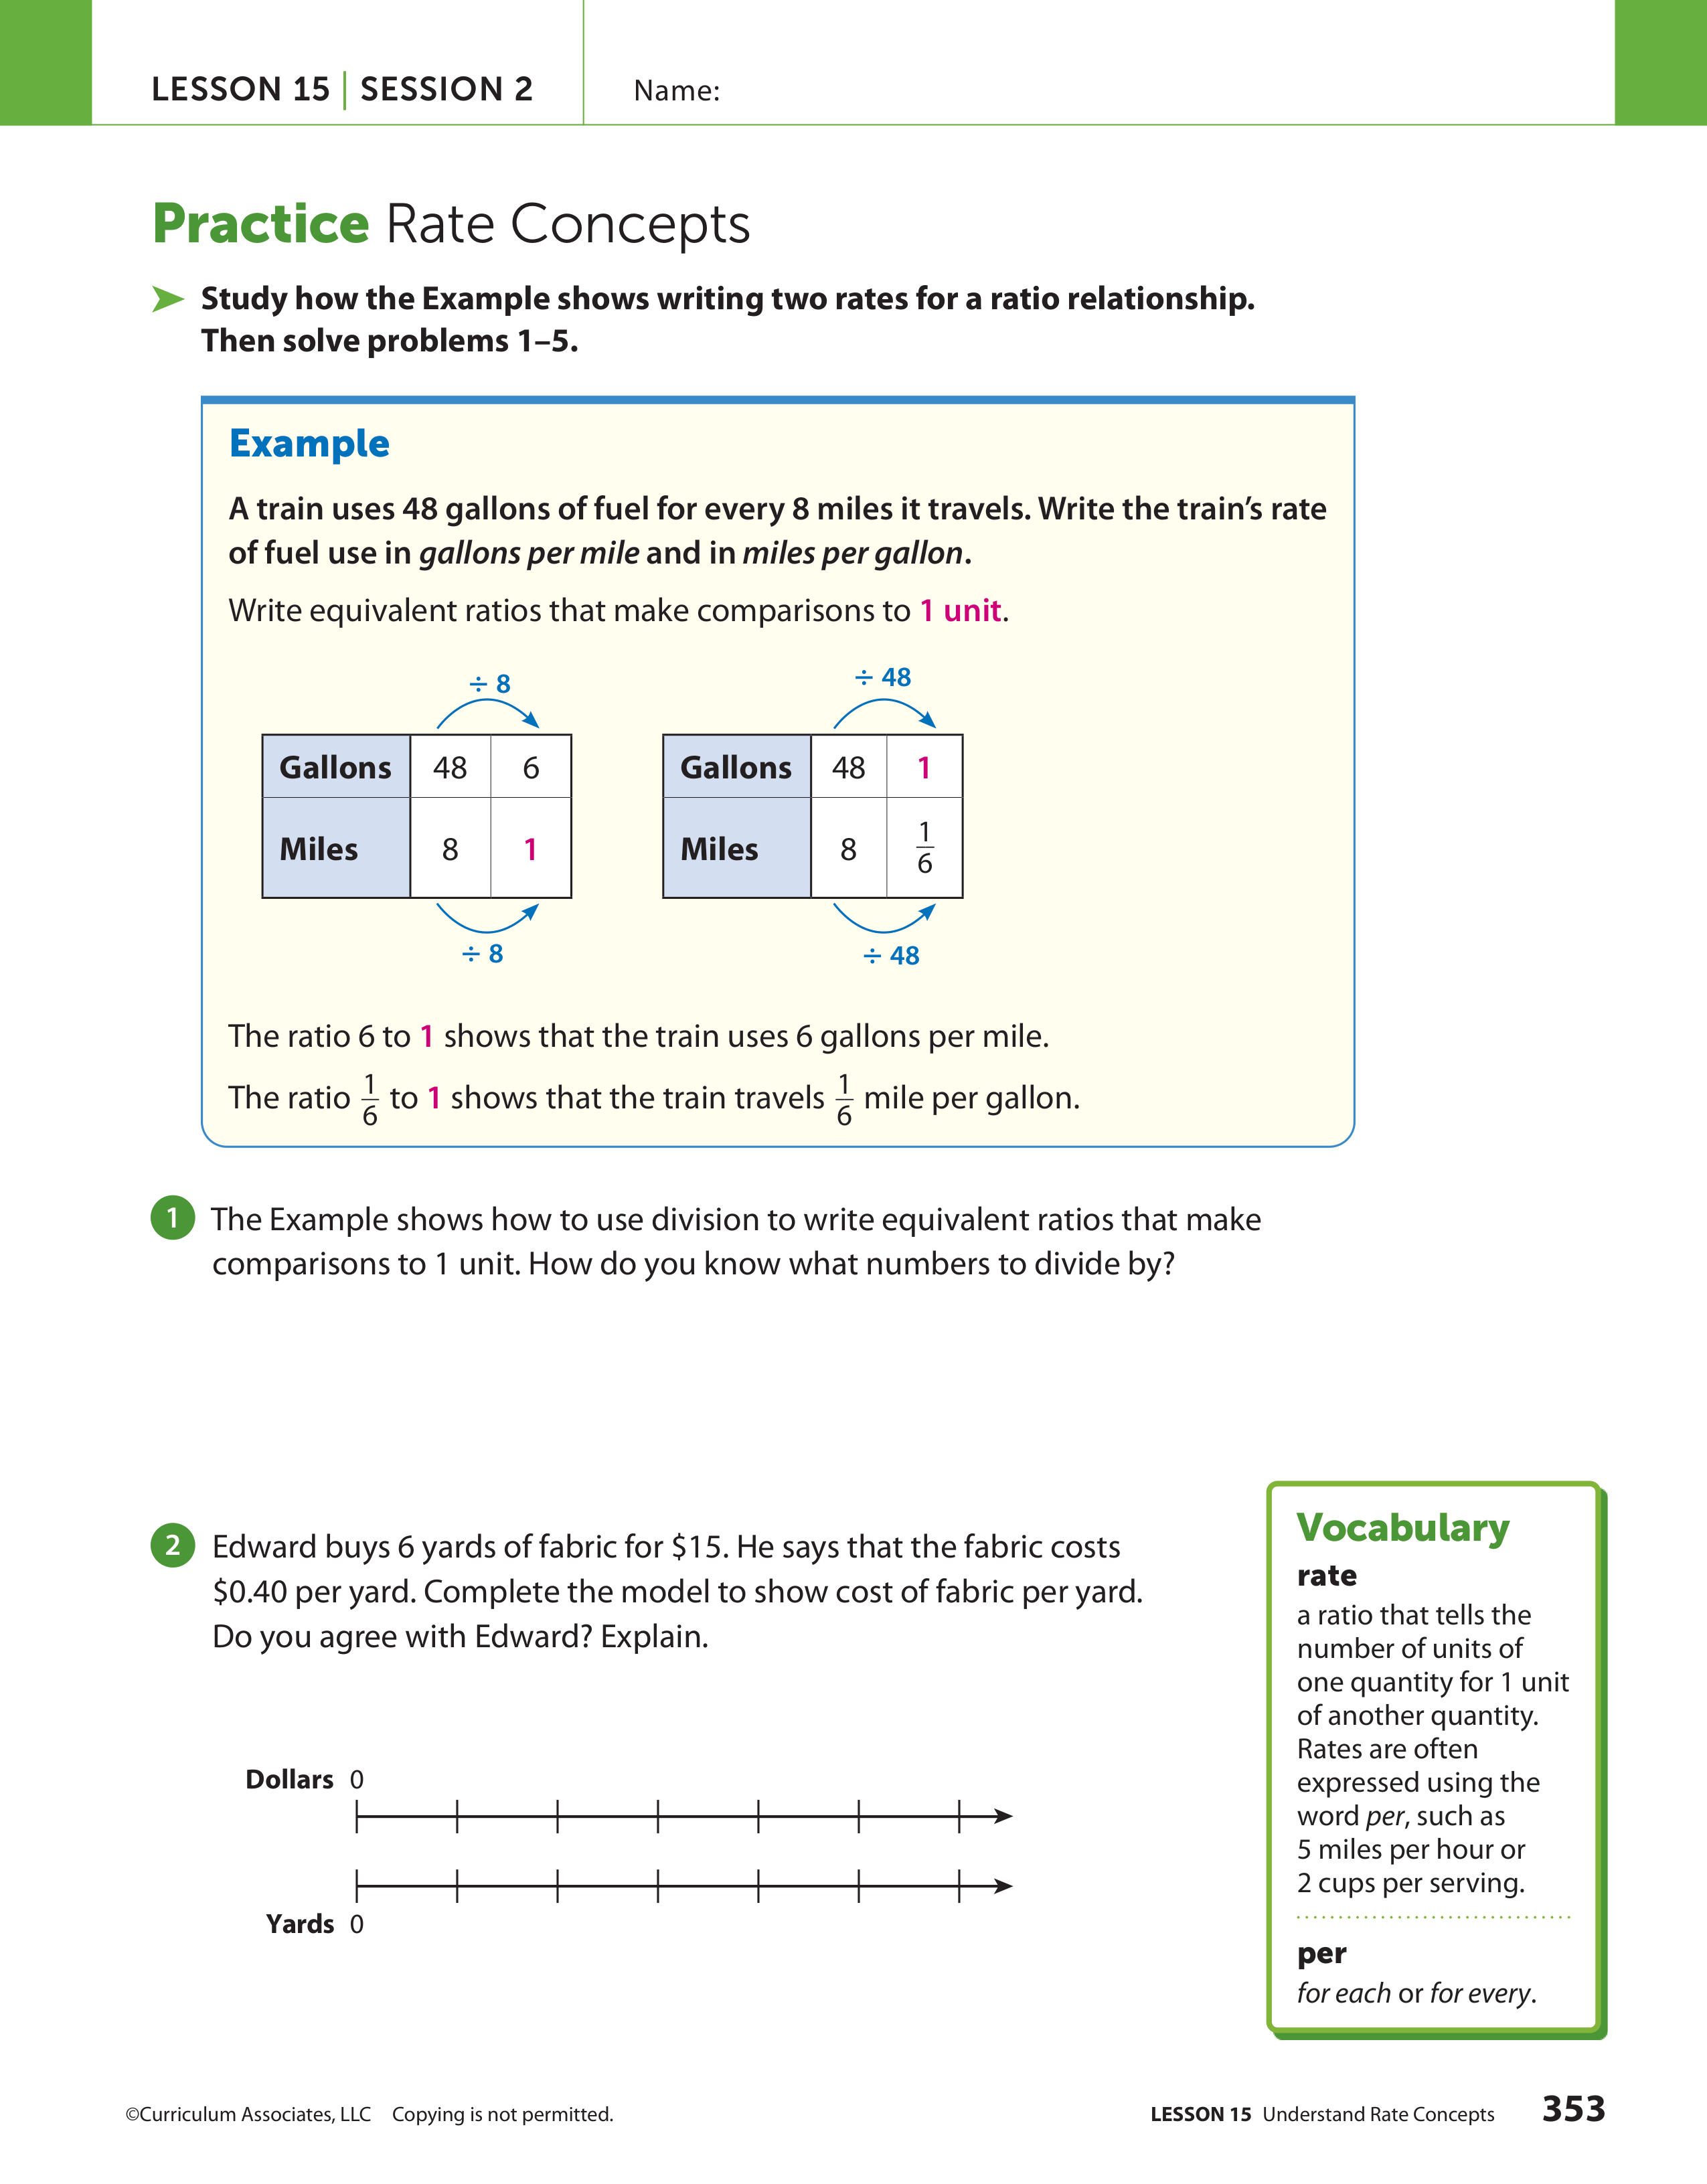 LESSON 15 | SESSION 2
Name:
Practice Rate Concepts
Study how the Example shows writing two rates for a ratio relationship.
Then solve problems 1–5.
Example
A train uses 48 gallons of fuel for every 8 miles it travels. Write the train's rate
of fuel use in gallons per mile and in miles per gallon.
Write equivalent ratios that make comparisons to 1 unit.
÷ 8
Gallons 48 6
Miles 8 1
÷ 8
÷ 48
Gallons 48 1
Miles 8 1/6
÷ 48
The ratio 6 to 1 shows that the train uses 6 gallons per mile.
The ratio 1/6 to 1 shows that the train travels 1/6 mile per gallon.
1 The Example shows how to use division to write equivalent ratios that make
comparisons to 1 unit. How do you know what numbers to divide by?
2 Edward buys 6 yards of fabric for $15. He says that the fabric costs
$0.40 per yard. Complete the model to show cost of fabric per yard.
Do you agree with Edward? Explain.
Dollars 0
Yards 0
Vocabulary
rate
a ratio that tells the
number of units of
one quantity for 1 unit
of another quantity.
Rates are often
expressed using the
word per, such as
5 miles per hour or
2 cups per serving.
per
for each or for every.
©Curriculum Associates, LLC Copying is not permitted.
LESSON 15 Understand Rate Concepts 353